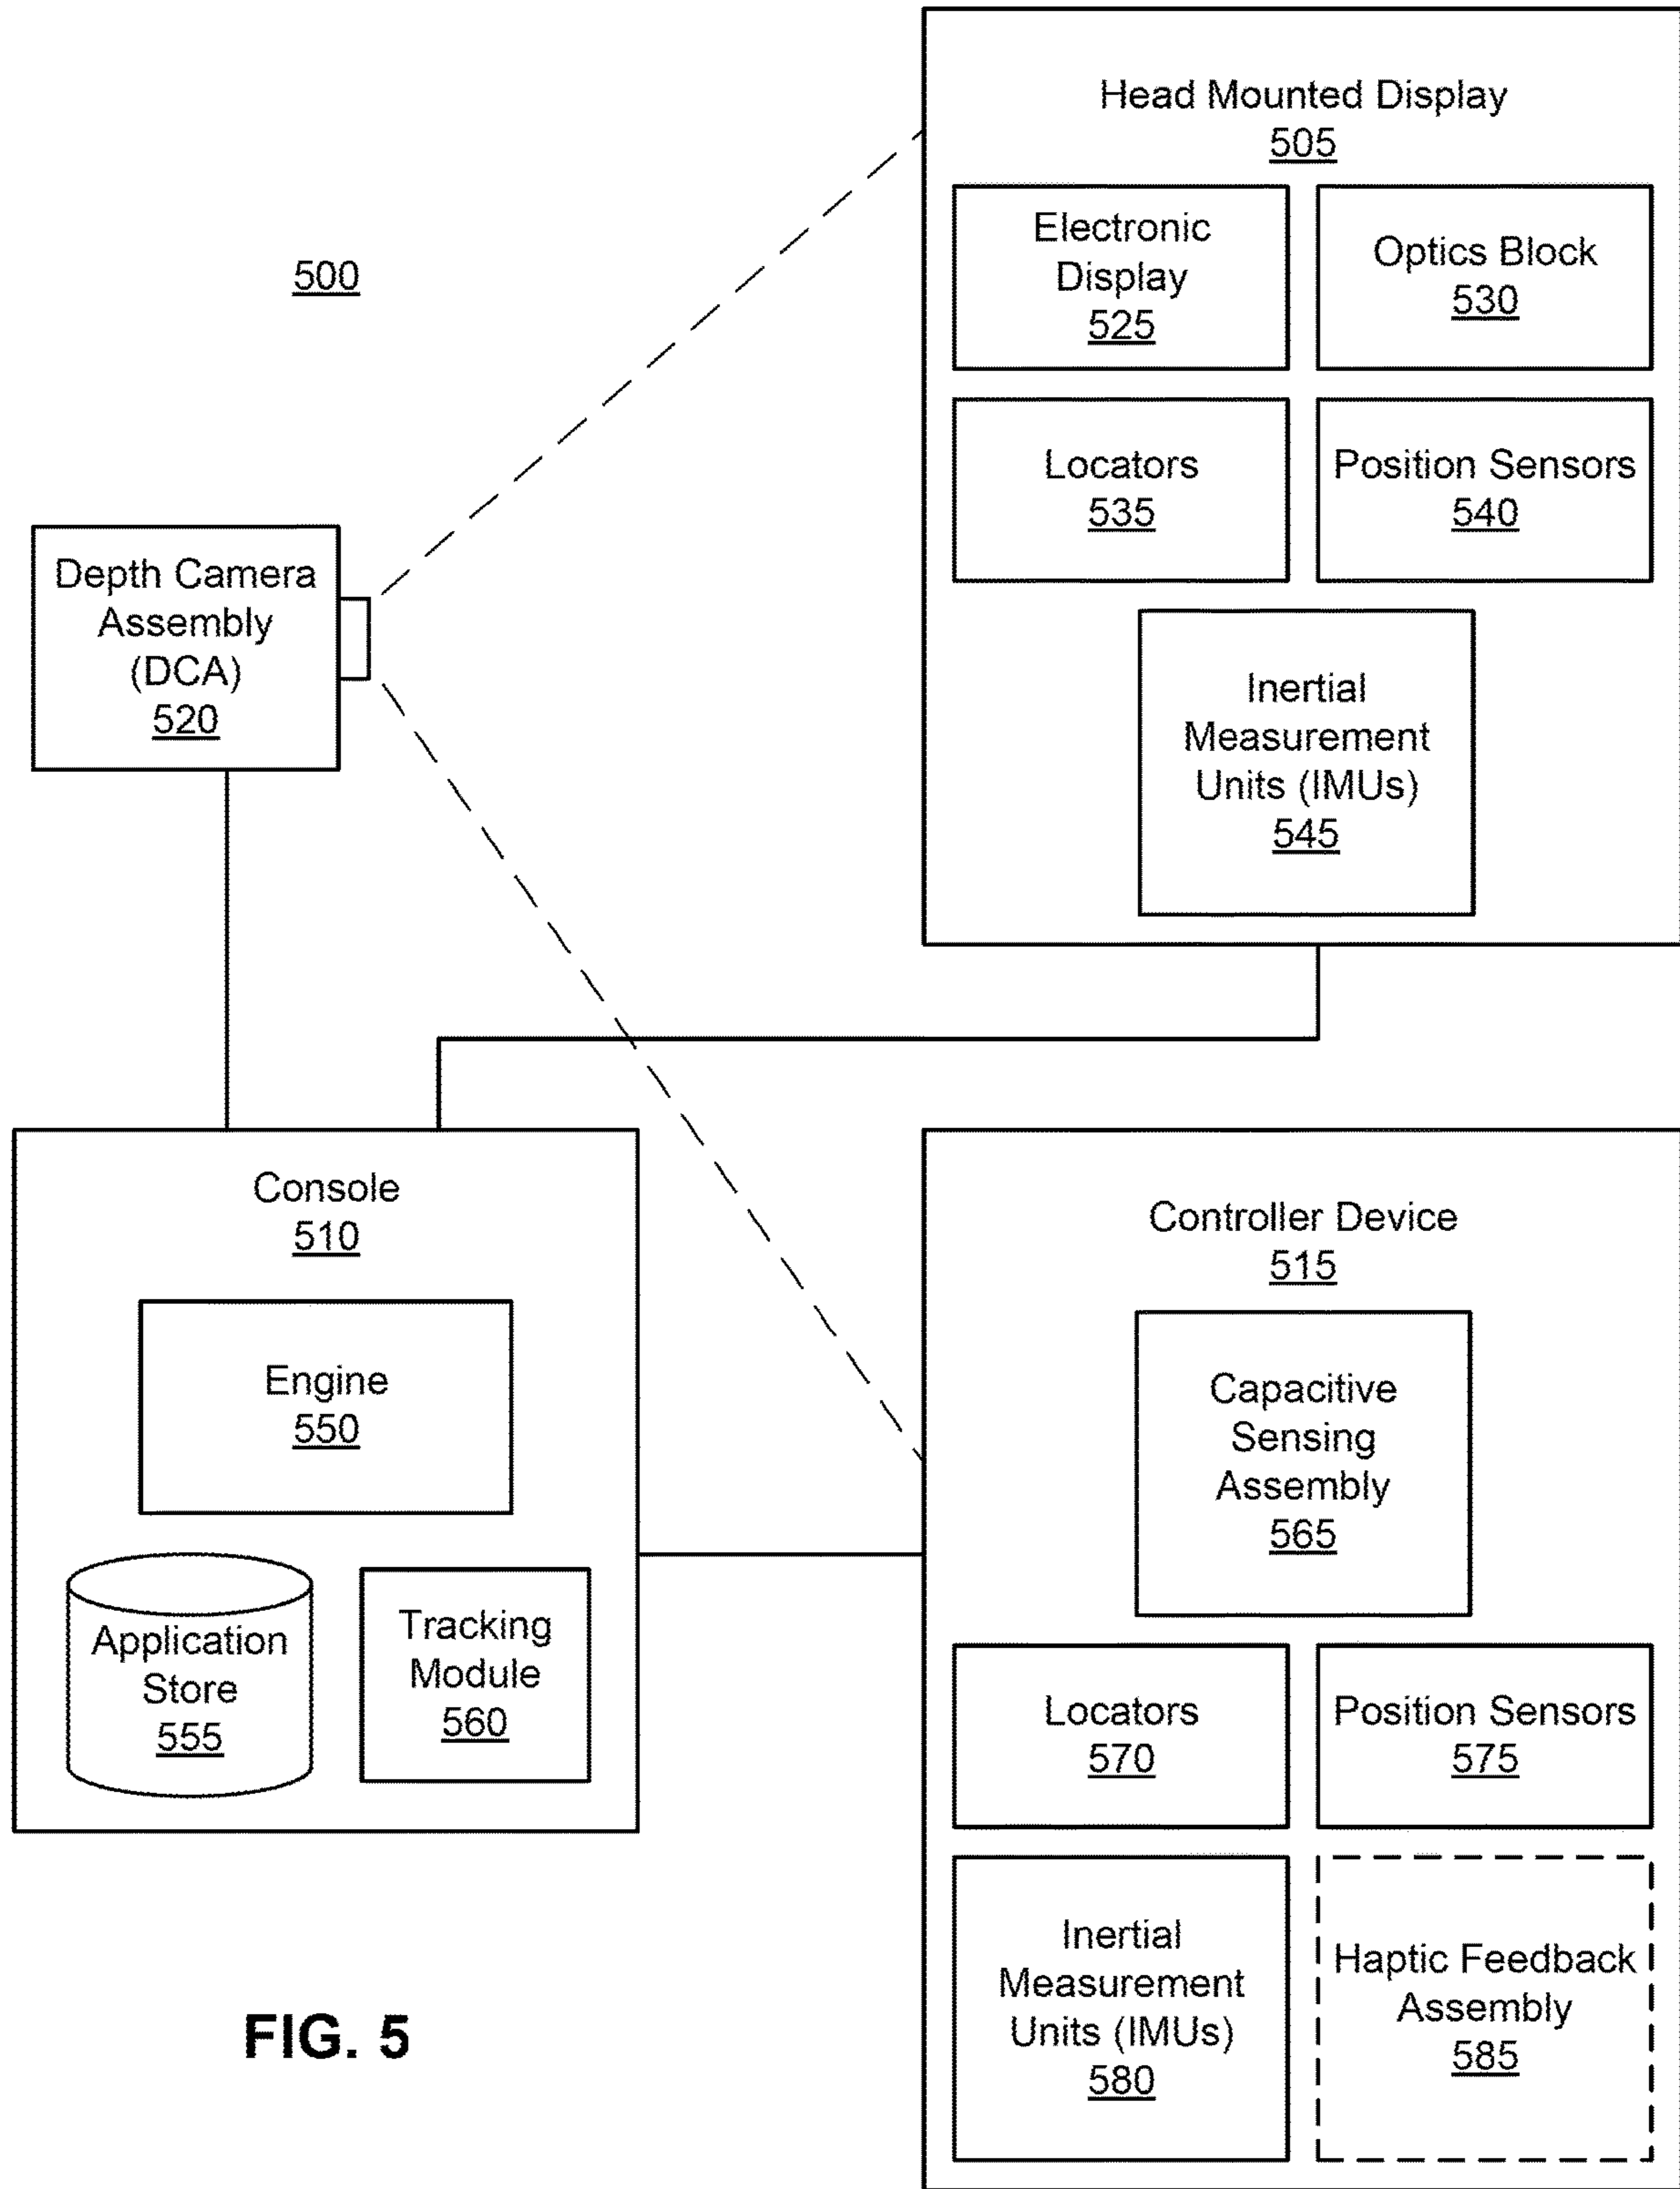 500
Head Mounted Display
505
Electronic
Display
525
Optics Block
530
Locators
535
Position Sensors
540
Inertial
Measurement
Units (IMUs)
545
Depth Camera
Assembly
(DCA)
520
Console
510
Engine
550
Application
Store
555
Tracking
Module
560
Controller Device
515
Capacitive
Sensing
Assembly
565
Locators
570
Position Sensors
575
Inertial
Measurement
Units (IMUs)
580
Haptic Feedback
Assembly
585
FIG. 5